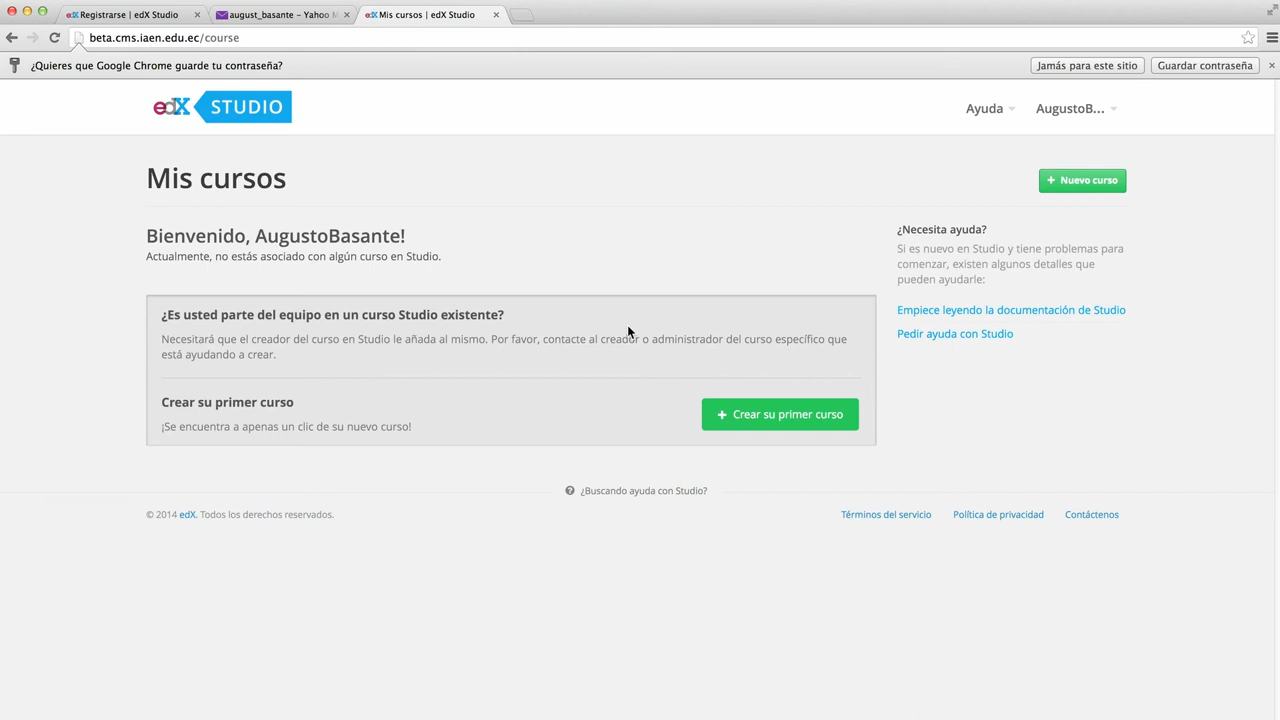 Registrarse | edX Studio
august_basante – Yahoo M
Mis cursos | edX Studio
beta.cms.iaen.edu.ec/course
¿Quieres que Google Chrome guarde tu contraseña?
Jamás para este sitio
Guardar contraseña
edX STUDIO
Ayuda
AugustoB...
Mis cursos
+ Nuevo curso
Bienvenido, AugustoBasante!
Actualmente, no estás asociado con algún curso en Studio.
¿Es usted parte del equipo en un curso Studio existente?
Necesitará que el creador del curso en Studio le añada al mismo. Por favor, contacte al creador o administrador del curso específico que
está ayudando a crear.
Crear su primer curso
¡Se encuentra a apenas un clic de su nuevo curso!
+ Crear su primer curso
¿Necesita ayuda?
Si es nuevo en Studio y tiene problemas para
comenzar, existen algunos detalles que
pueden ayudarle:
Empiece leyendo la documentación de Studio
Pedir ayuda con Studio
¿Buscando ayuda con Studio?
© 2014 edX. Todos los derechos reservados.
Términos del servicio
Política de privacidad
Contáctenos